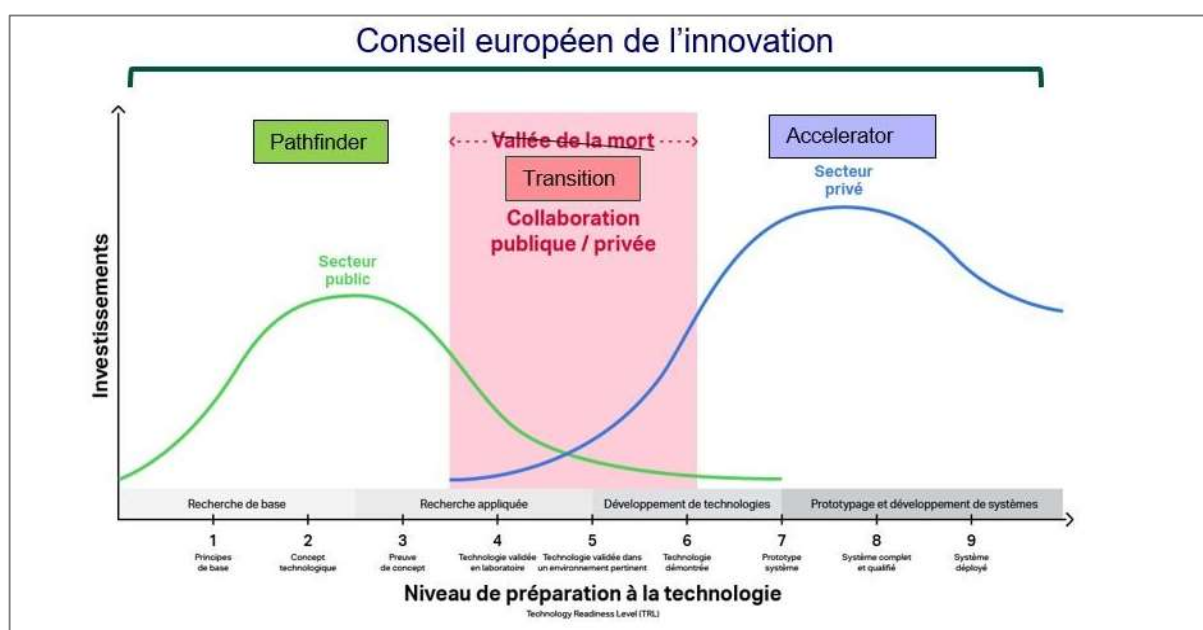 Conseil européen de l’innovation
Pathfinder
Vallée de la mort
Accelerator
Transition
Secteur
privé
Collaboration
publique / privée
Secteur
public
Investissements
Recherche de base
Recherche appliquée
Développement de technologies
Prototypage et développement de systèmes
1
2
3
4
5
6
7
8
9
Principes
de base
Concept
technologique
Preuve
de concept
Technologie validée
en laboratoire
Technologie validée dans
un environnement pertinent
Technologie
démontrée
Prototype
système
Système complet
et qualifié
Système
déployé
Niveau de préparation à la technologie
Technology Readiness Level (TRL)